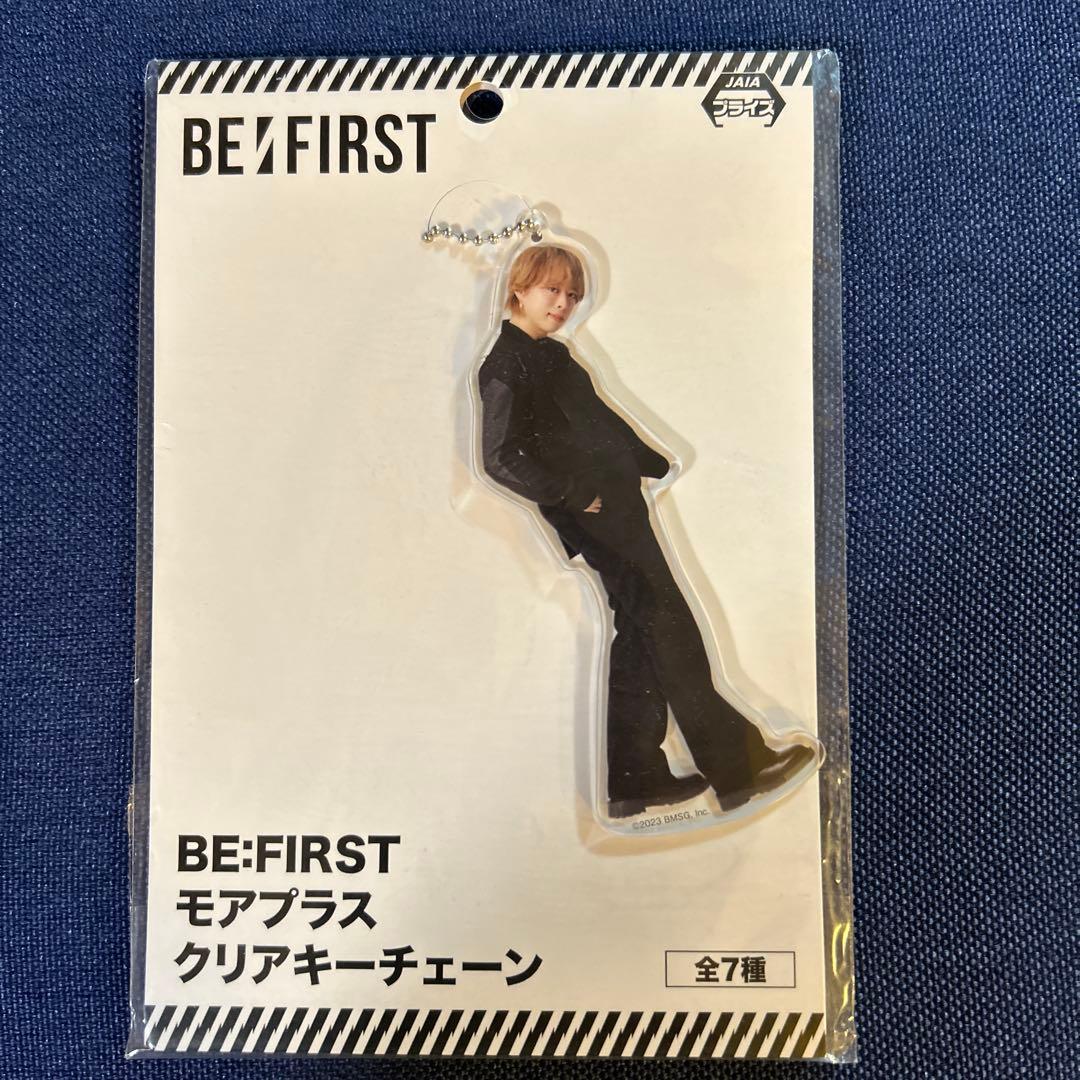 JAIA
プライズ
BE:FIRST
©2023 BMSG, Inc.
BE:FIRST
モアプラス
クリアキーチェーン
全7種